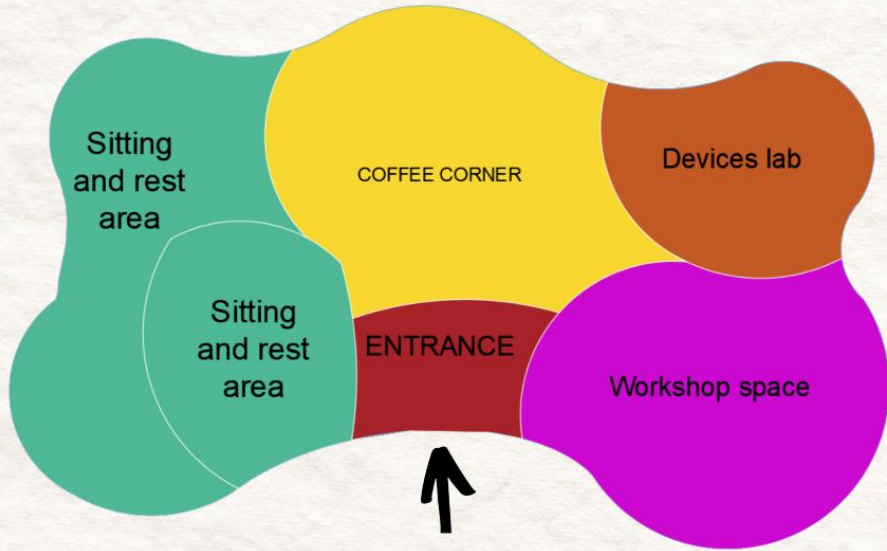 Sitting
and rest
area
COFFEE CORNER
Devices lab
Sitting
and rest
area
ENTRANCE
Workshop space